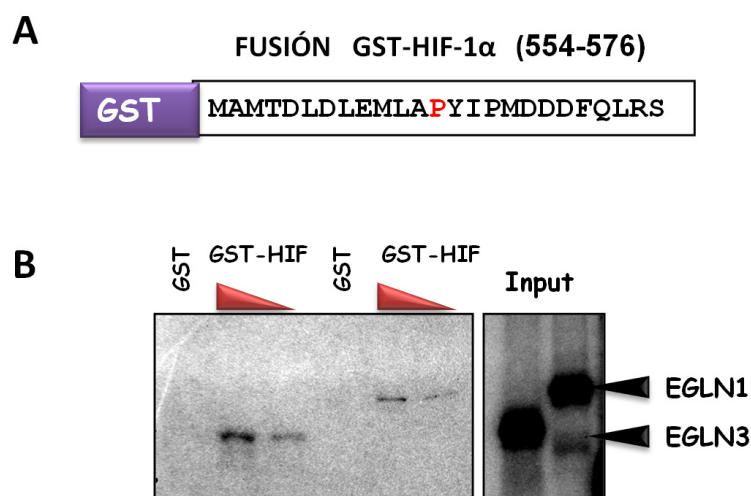 A
FUSIÓN GST-HIF-1α (554-576)
GST MAMTDLDLEMLAPYIPMDDDFQLRS
B
GST GST-HIF GST GST-HIF Input
EGLN1
EGLN3